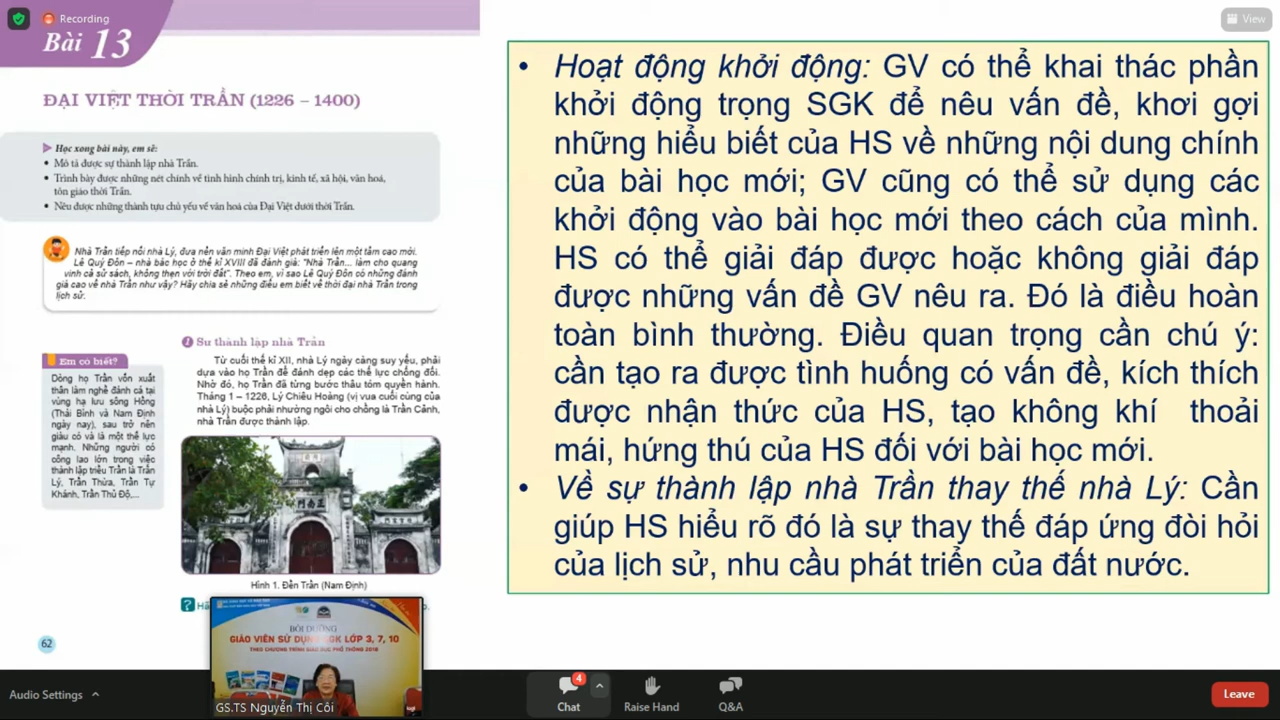 Recording
View
Bài 13
ĐẠI VIỆT THỜI TRẦN (1226 – 1400)
Học xong bài này, em sẽ:
• Mô tả được sự thành lập nhà Trần.
• Trình bày được những nét chính về tình hình chính trị, kinh tế, xã hội, văn hoá,
tôn giáo thời Trần.
• Nêu được những thành tựu chủ yếu về văn hoá của Đại Việt dưới thời Trần.
Nhà Trần tiếp nối nhà Lý, đưa nền văn minh Đại Việt phát triển lên một tầm cao mới.
Lê Quý Đôn – nhà bác học ở thế kỉ XVIII đã đánh giá: "Nhà Trần... làm cho quang
vinh cả sử sách, không thẹn với trời đất". Theo em, vì sao Lê Quý Đôn có những đánh
giá cao về nhà Trần như vậy? Hãy chia sẻ những điều em biết về thời đại nhà Trần trong
lịch sử.
1 Sự thành lập nhà Trần
Từ cuối thế kỉ XII, nhà Lý ngày càng suy yếu, phải
dựa vào họ Trần để đánh dẹp các thế lực chống đối.
Nhờ đó, họ Trần đã từng bước thâu tóm quyền hành.
Tháng 1 – 1226, Lý Chiêu Hoàng (vị vua cuối cùng của
nhà Lý) buộc phải nhường ngôi cho chồng là Trần Cảnh,
nhà Trần được thành lập.
Em có biết?
Dòng họ Trần vốn xuất
thân làm nghề đánh cá tại
vùng hạ lưu sông Hồng
(Thái Bình và Nam Định
ngày nay), sau trở nên
giàu có và là một thế lực
mạnh. Những người có
công lao lớn trong việc
thành lập triều Trần là Trần
Lý, Trần Thừa, Trần Tự
Khánh, Trần Thủ Độ,...
Hình 1. Đền Trần (Nam Định)
?
62
• Hoạt động khởi động: GV có thể khai thác phần
khởi động trọng SGK để nêu vấn đề, khơi gợi
những hiểu biết của HS về những nội dung chính
của bài học mới; GV cũng có thể sử dụng các
khởi động vào bài học mới theo cách của mình.
HS có thể giải đáp được hoặc không giải đáp
được những vấn đề GV nêu ra. Đó là điều hoàn
toàn bình thường. Điều quan trọng cần chú ý:
cần tạo ra được tình huống có vấn đề, kích thích
được nhận thức của HS, tạo không khí thoải
mái, hứng thú của HS đối với bài học mới.
• Về sự thành lập nhà Trần thay thế nhà Lý: Cần
giúp HS hiểu rõ đó là sự thay thế đáp ứng đòi hỏi
của lịch sử, nhu cầu phát triển của đất nước.
BỒI DƯỠNG
GIÁO VIÊN SỬ DỤNG SGK LỚP 3, 7, 10
THEO CHƯƠNG TRÌNH GIÁO DỤC PHỔ THÔNG 2018
GS.TS Nguyễn Thị Côi
Audio Settings
4
Chat
Raise Hand
Q&A
Leave